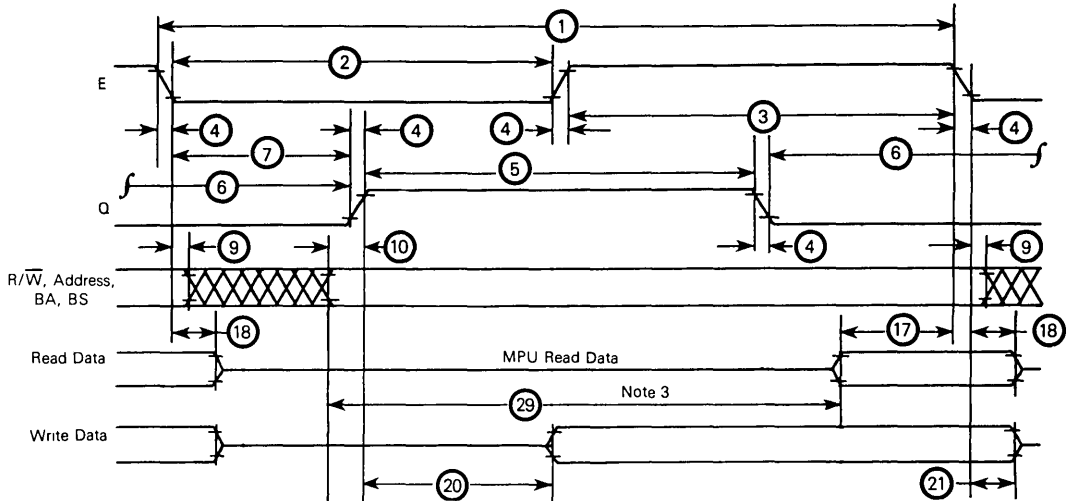 1
2
E
3
4
4
4
4
7
6
5
6
Q
9
10
4
9
R/W̅, Address,
BA, BS
18
17
18
Read Data
MPU Read Data
Note 3
29
Write Data
20
21